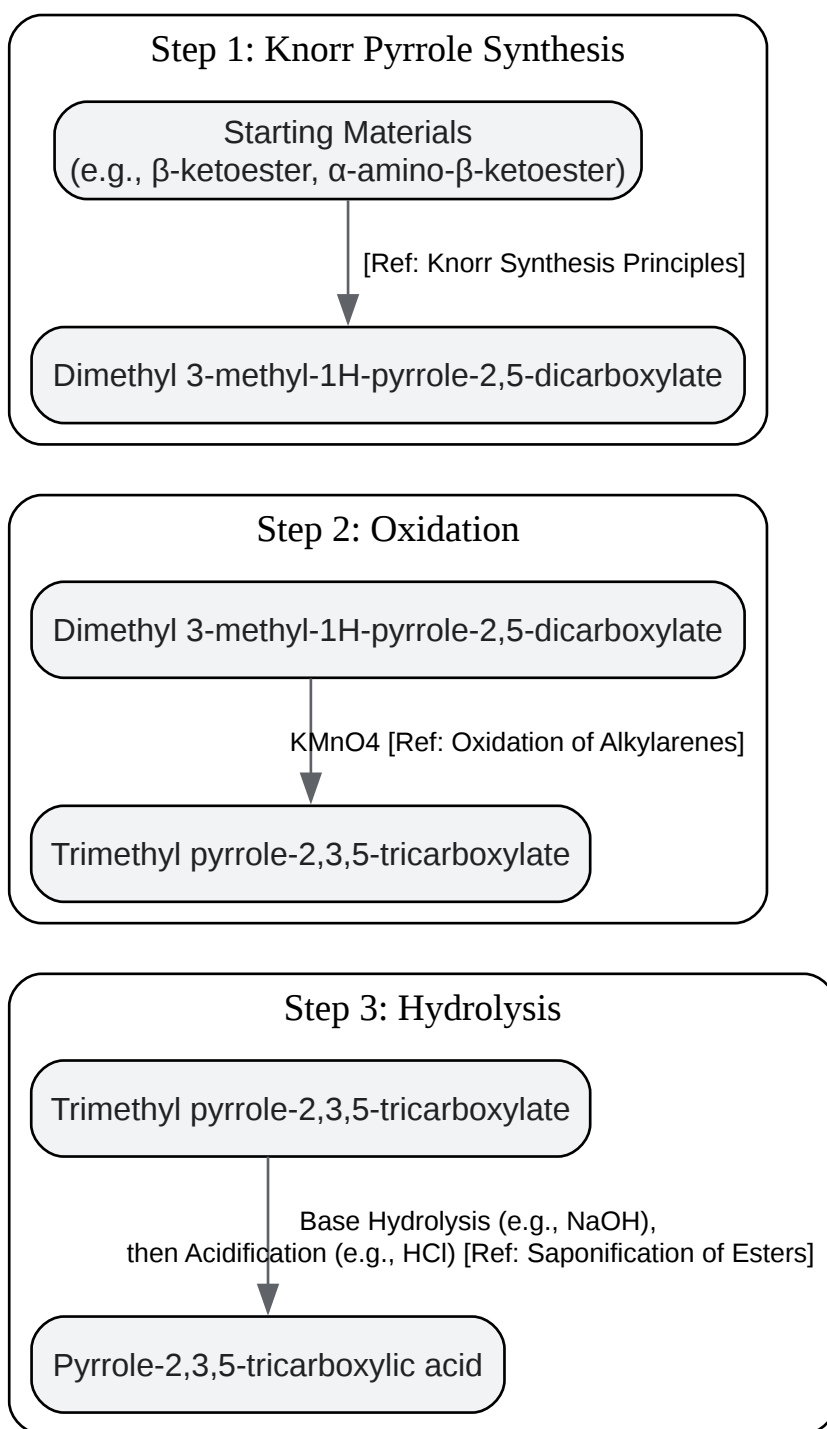 Step 1: Knorr Pyrrole Synthesis
Starting Materials
(e.g., β-ketoester, α-amino-β-ketoester)
[Ref: Knorr Synthesis Principles]
Dimethyl 3-methyl-1H-pyrrole-2,5-dicarboxylate
Step 2: Oxidation
Dimethyl 3-methyl-1H-pyrrole-2,5-dicarboxylate
KMnO4 [Ref: Oxidation of Alkylarenes]
Trimethyl pyrrole-2,3,5-tricarboxylate
Step 3: Hydrolysis
Trimethyl pyrrole-2,3,5-tricarboxylate
Base Hydrolysis (e.g., NaOH),
then Acidification (e.g., HCl) [Ref: Saponification of Esters]
Pyrrole-2,3,5-tricarboxylic acid